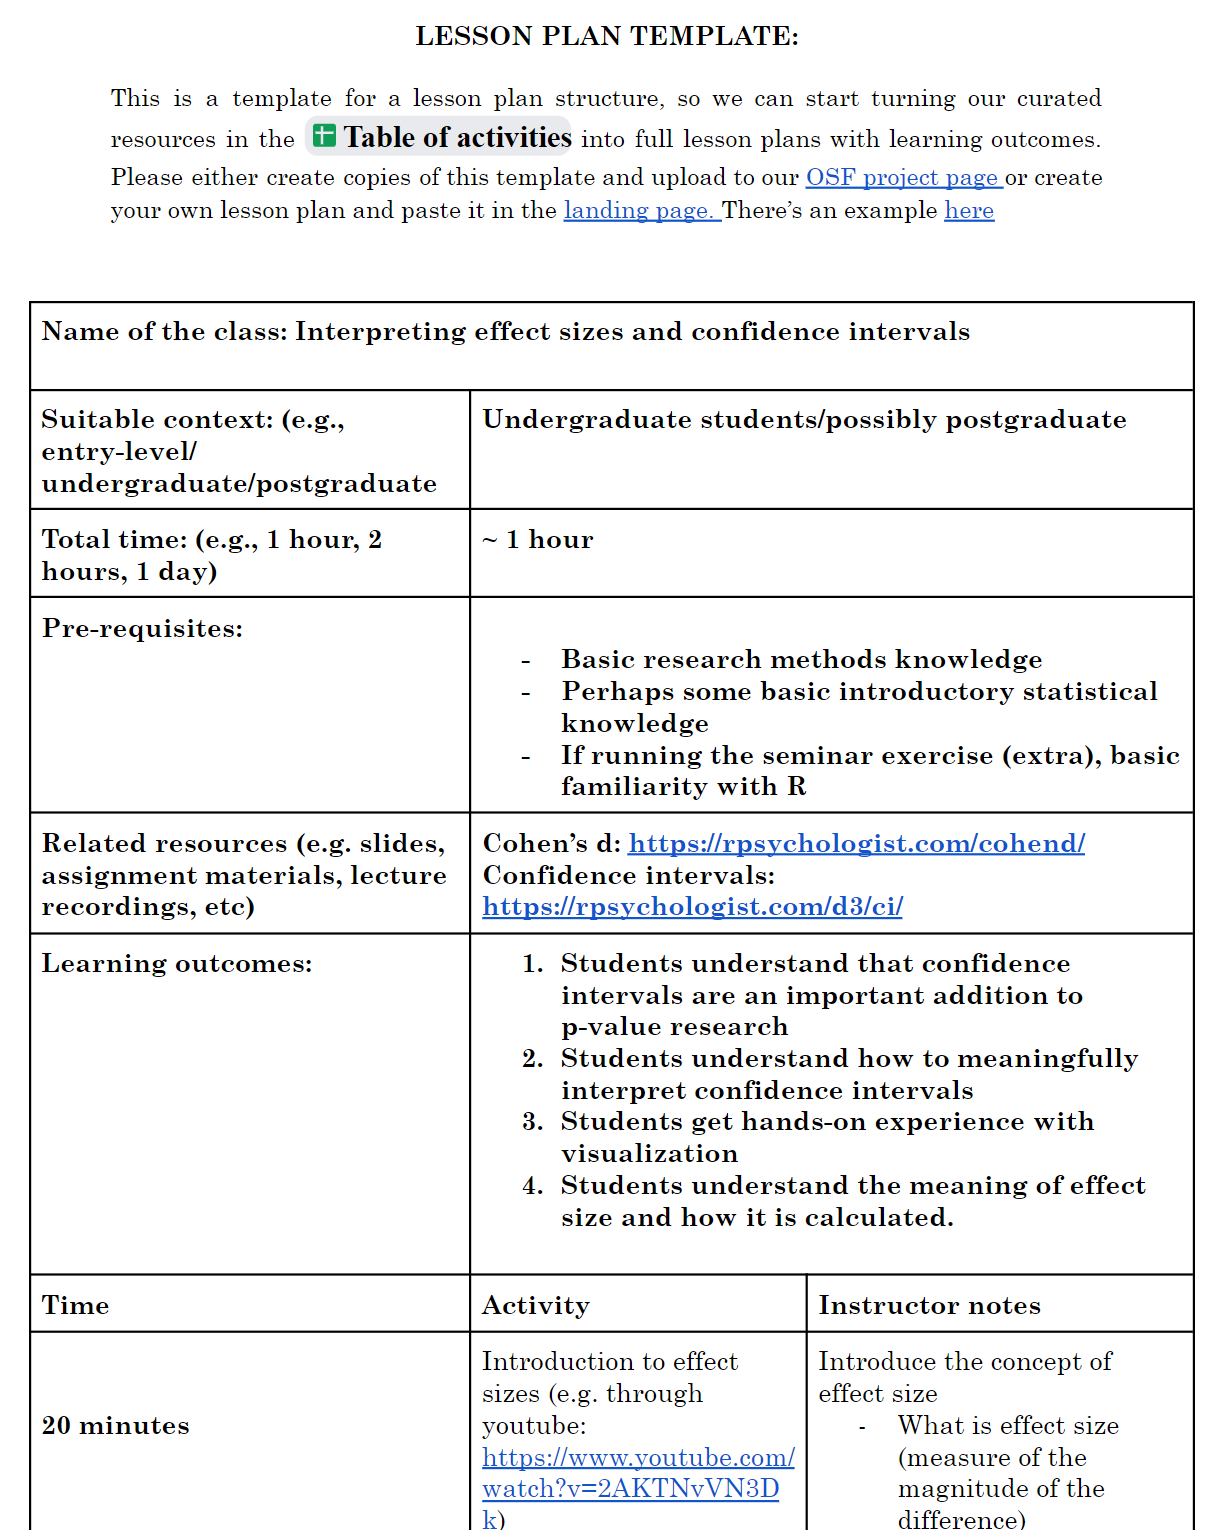 LESSON PLAN TEMPLATE:
This is a template for a lesson plan structure, so we can start turning our curated
resources in the Table of activities into full lesson plans with learning outcomes.
Please either create copies of this template and upload to our OSF project page or create
your own lesson plan and paste it in the landing page. There’s an example here
Name of the class: Interpreting effect sizes and confidence intervals
Suitable context: (e.g.,
entry-level/
undergraduate/postgraduate
Undergraduate students/possibly postgraduate
Total time: (e.g., 1 hour, 2
hours, 1 day)
~ 1 hour
Pre-requisites:
- Basic research methods knowledge
- Perhaps some basic introductory statistical
knowledge
- If running the seminar exercise (extra), basic
familiarity with R
Related resources (e.g. slides,
assignment materials, lecture
recordings, etc)
Cohen’s d: https://rpsychologist.com/cohend/
Confidence intervals:
https://rpsychologist.com/d3/ci/
Learning outcomes:
1. Students understand that confidence
intervals are an important addition to
p-value research
2. Students understand how to meaningfully
interpret confidence intervals
3. Students get hands-on experience with
visualization
4. Students understand the meaning of effect
size and how it is calculated.
Time
Activity
Instructor notes
20 minutes
Introduction to effect
sizes (e.g. through
youtube:
https://www.youtube.com/
watch?v=2AKTNvVN3D
k)
Introduce the concept of
effect size
- What is effect size
(measure of the
magnitude of the
difference)